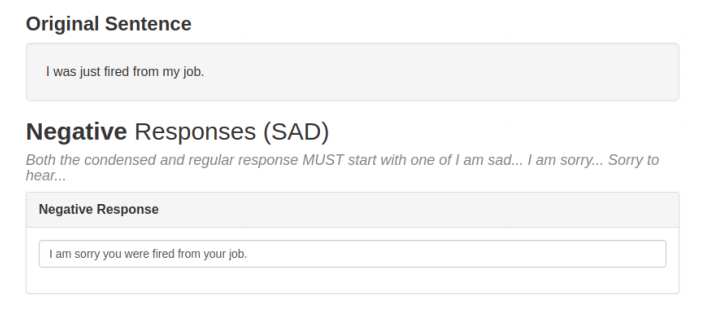 Original Sentence
I was just fired from my job.
Negative Responses (SAD)
Both the condensed and regular response MUST start with one of I am sad... I am sorry... Sorry to
hear...
Negative Response
I am sorry you were fired from your job.